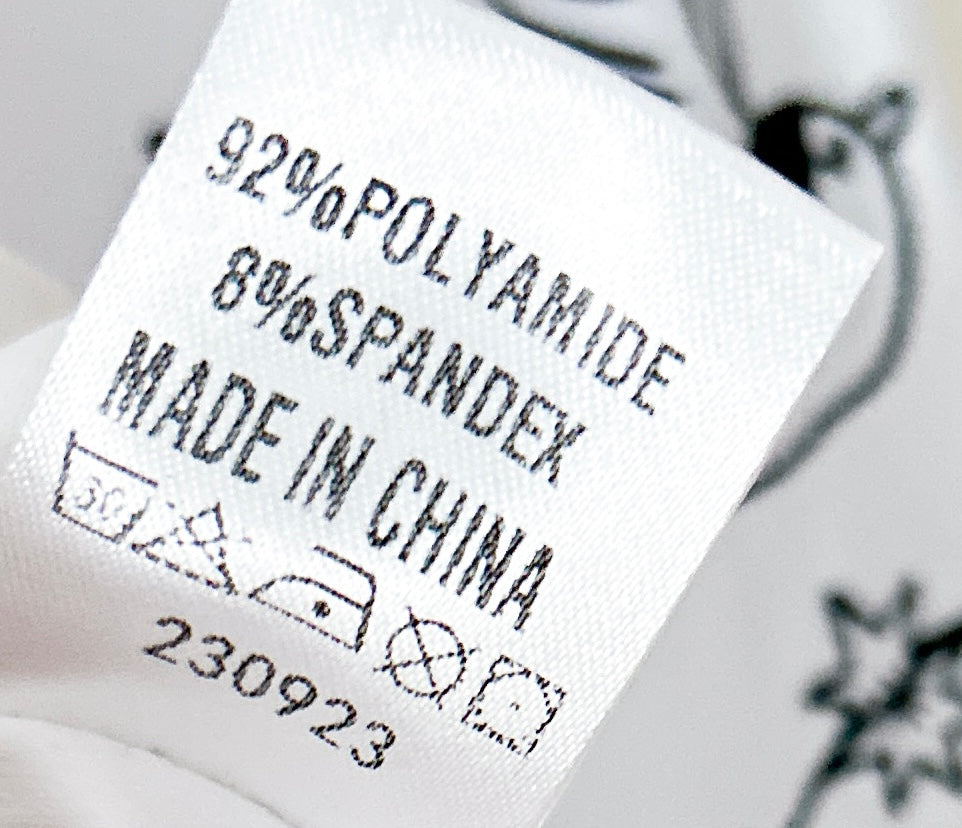 92%POLYAMIDE
8%SPANDEX
MADE IN CHINA
30
230923